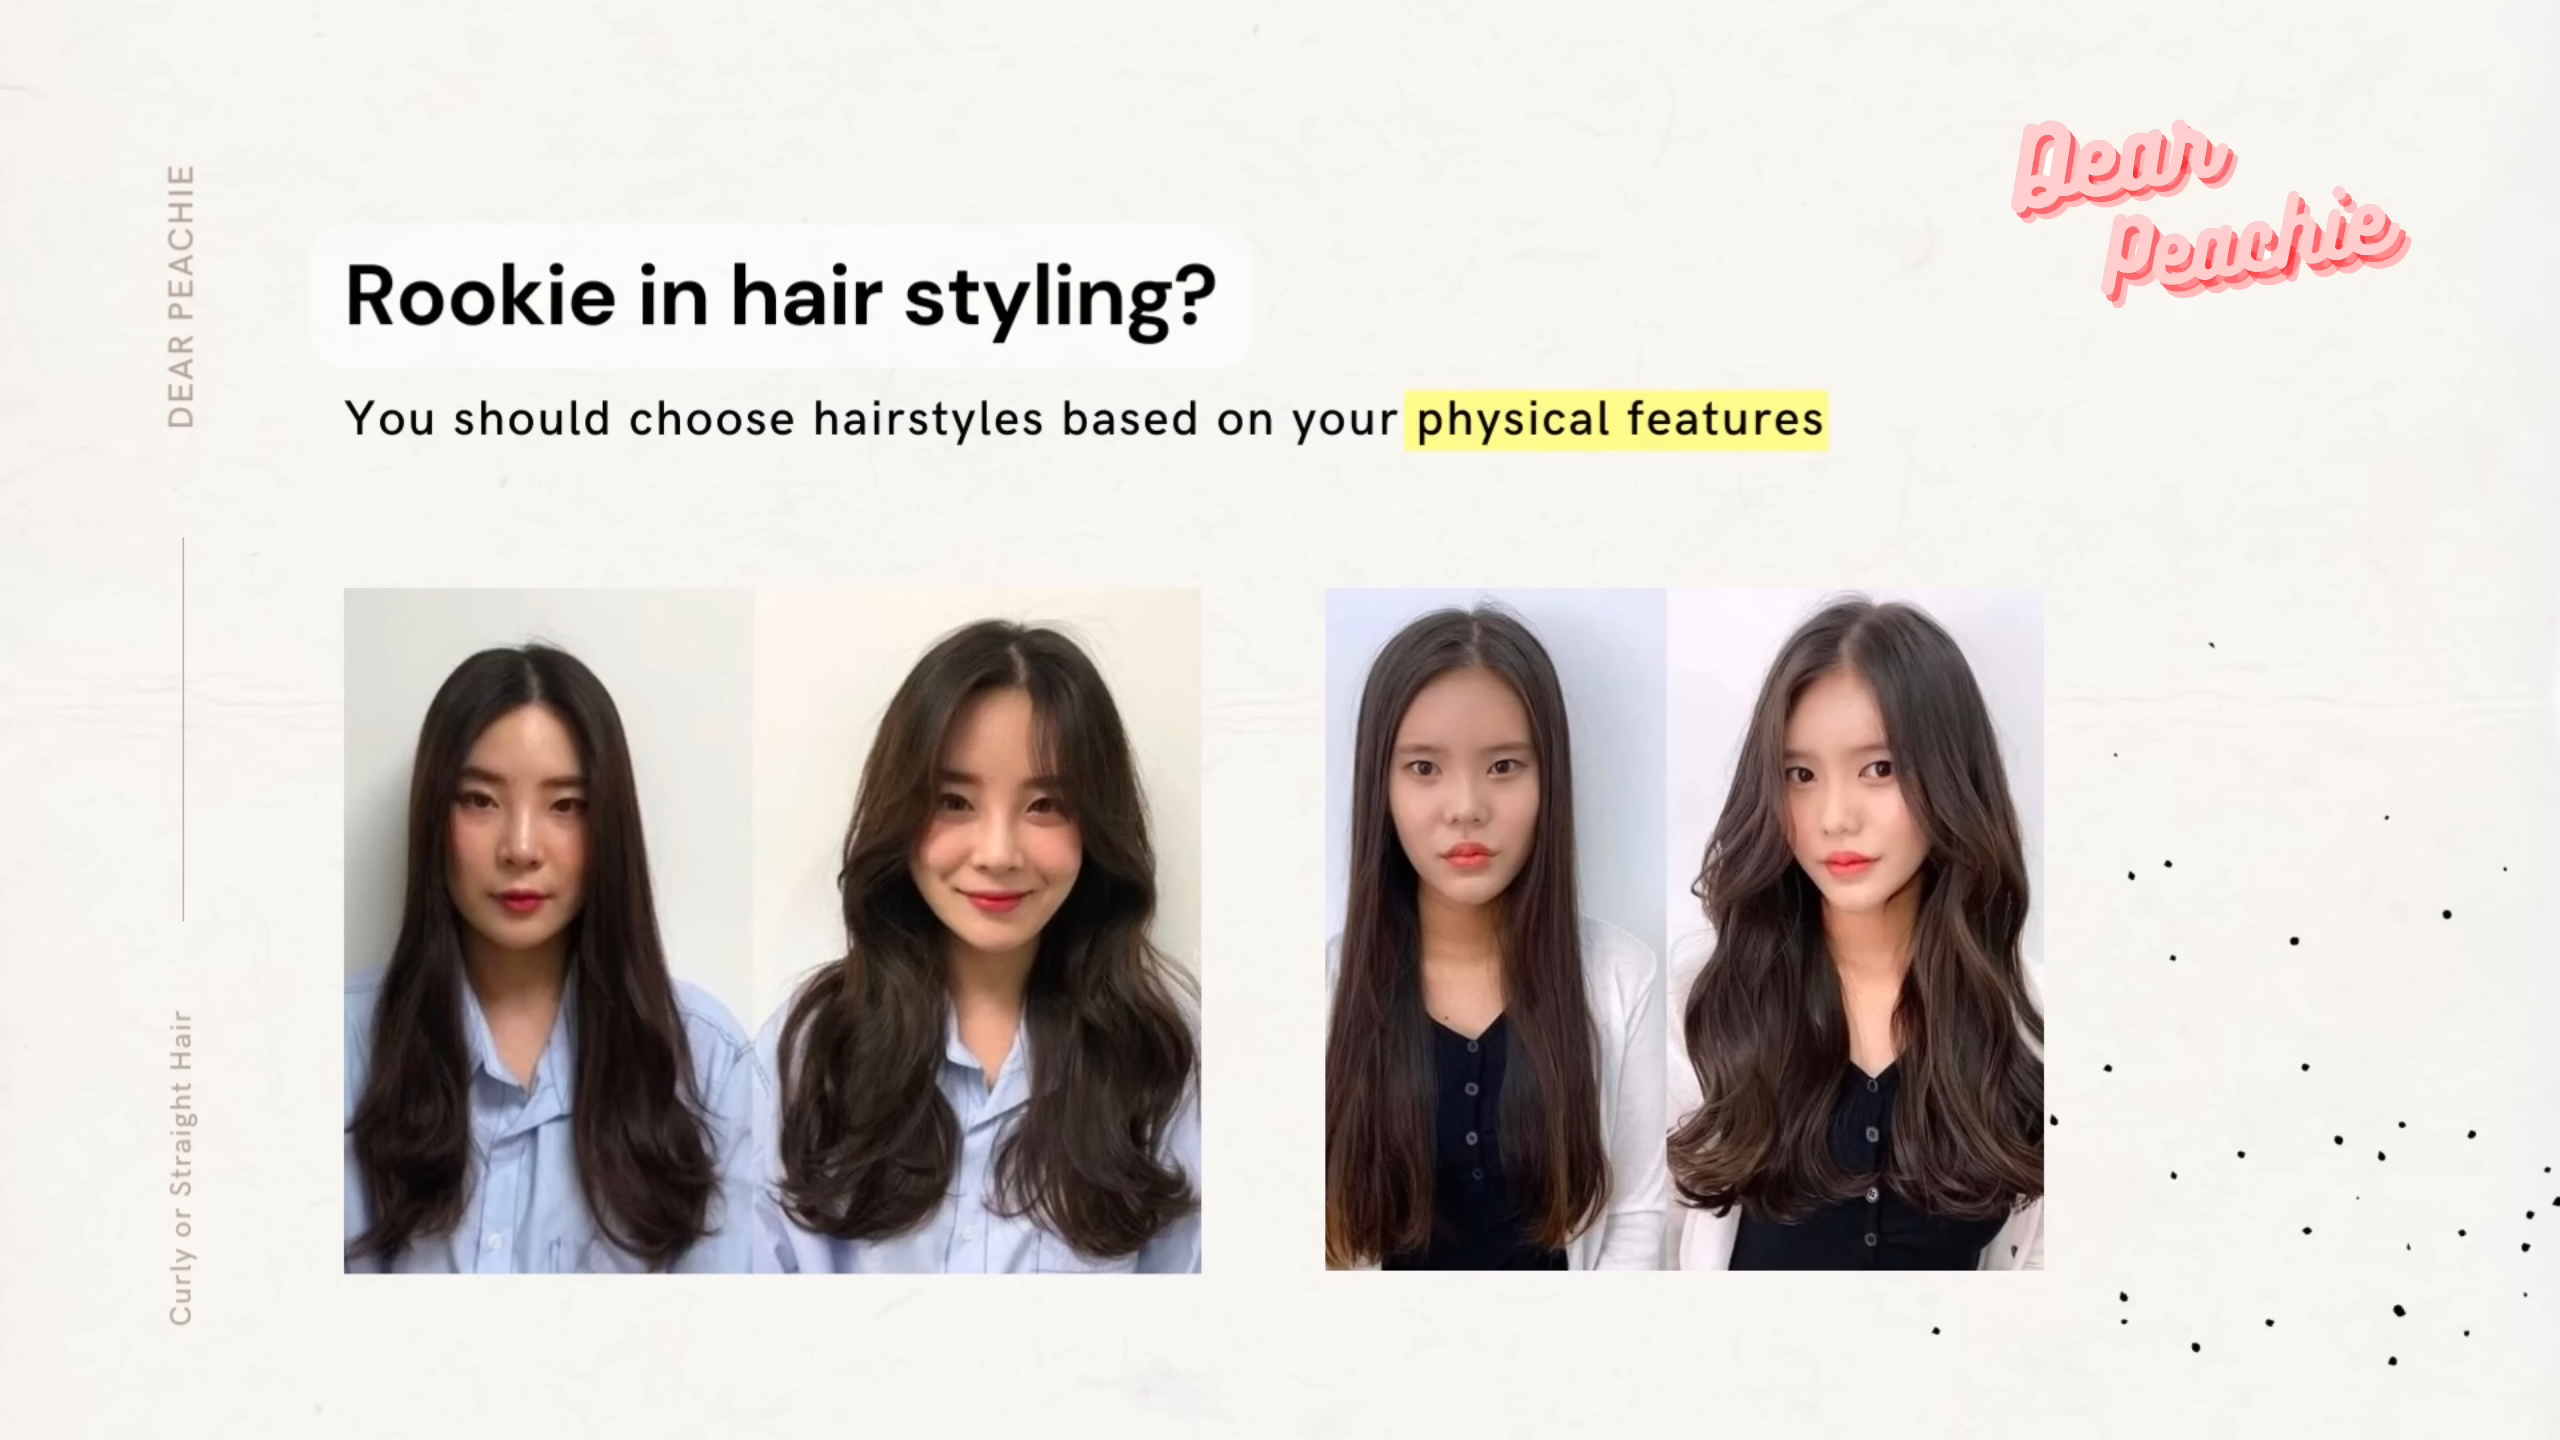 DEAR PEACHIE
Curly or Straight Hair
Rookie in hair styling?
You should choose hairstyles based on your physical features
Dear
Peachie